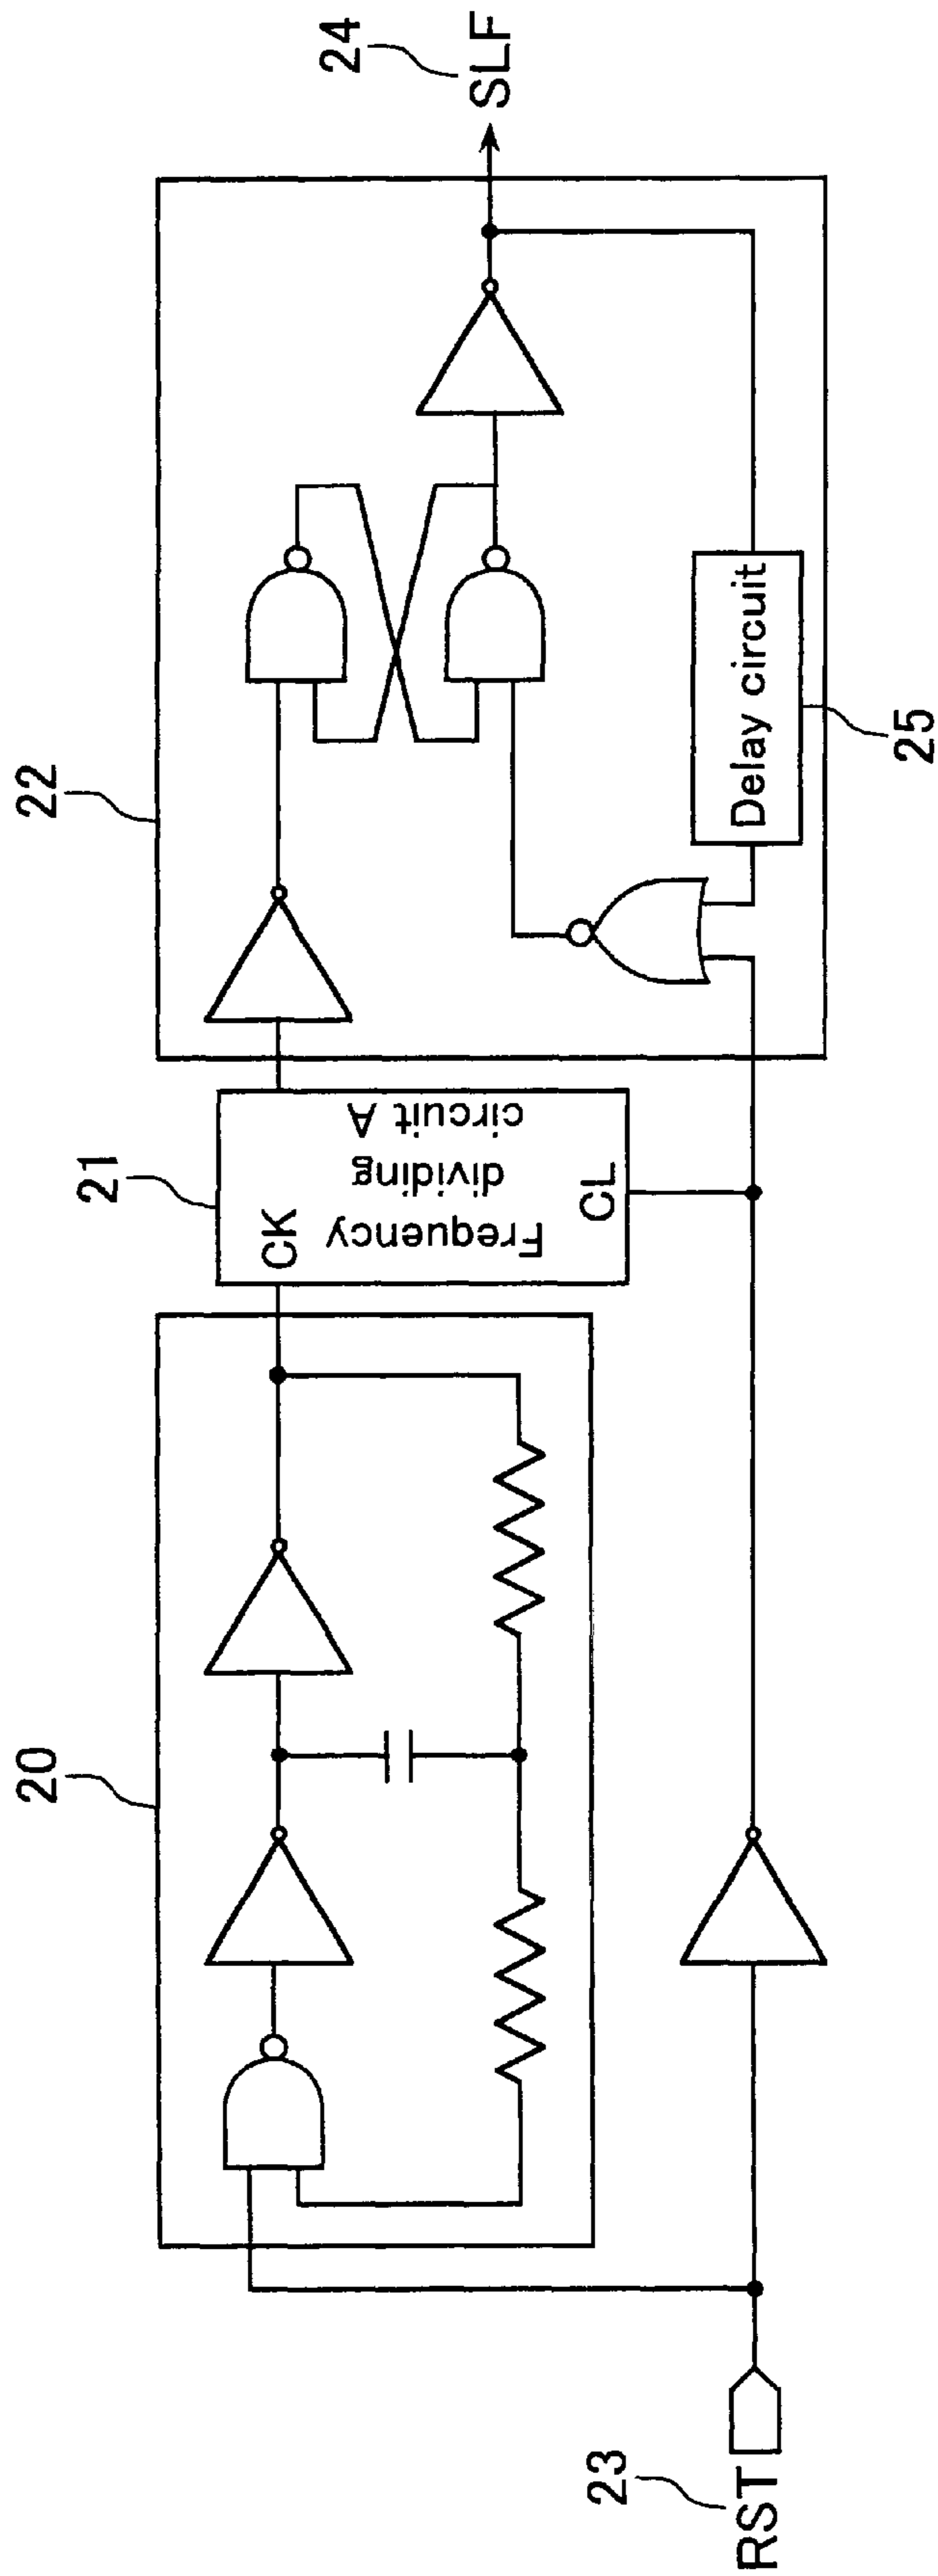 20
21
22
24
SLF
CK
Frequency
dividing
circuit A
CL
Delay circuit
25
23
RST